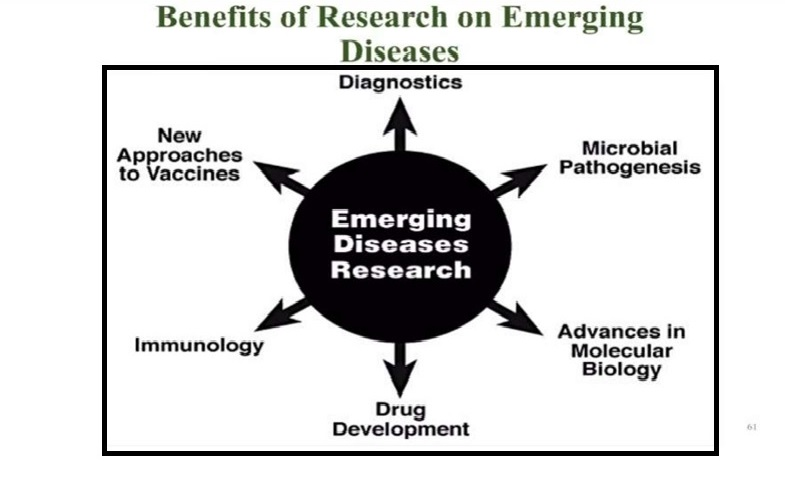 Benefits of Research on Emerging
Diseases
Diagnostics
New
Approaches
to Vaccines
Microbial
Pathogenesis
Emerging
Diseases
Research
Immunology
Advances in
Molecular
Biology
Drug
Development
61